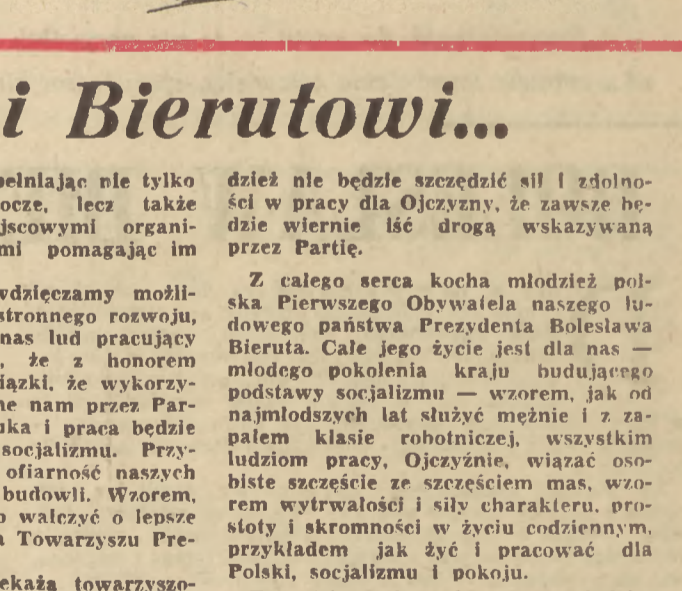 i Bierutowi...
pełniając nie tylko
ocze, lecz także
jscowymi organi-
mi pomagając im
wdzięczamy możli-
stronnego rozwoju,
nas lud pracujący
, że z honorem
iązki, że wykorzy-
ne nam przez Par-
uka i praca będzie
socjalizmu. Przy-
ofiarność naszych
budowli. Wzorem,
o walczyć o lepsze
a Towarzyszu Pre-
ekażą towarzyszo-
dzież nie będzie szczędzić sił i zdolno-
ści w pracy dla Ojczyzny, że zawsze bę-
dzie wiernie iść drogą wskazywaną
przez Partię.
Z całego serca kocha młodzież pol-
ska Pierwszego Obywatela naszego lu-
dowego państwa Prezydenta Bolesława
Bieruta. Całe jego życie jest dla nas —
młodego pokolenia kraju budującego
podstawy socjalizmu — wzorem, jak od
najmłodszych lat służyć mężnie i z za-
pałem klasie robotniczej, wszystkim
ludziom pracy, Ojczyźnie, wiązać oso-
biste szczęście ze szczęściem mas, wzo-
rem wytrwałości i siły charakteru, pro-
stoty i skromności w życiu codziennym,
przykładem jak żyć i pracować dla
Polski, socjalizmu i pokoju.